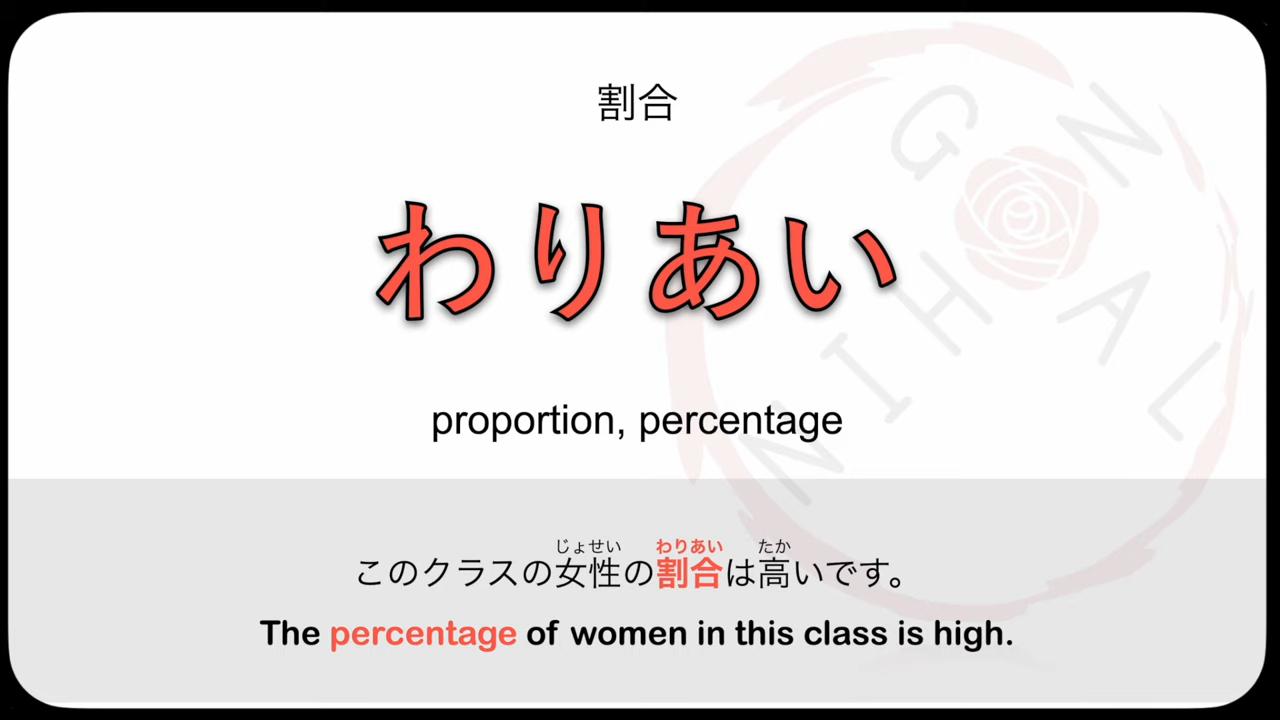 割合
わりあい
proportion, percentage
じょせい わりあい たか
このクラスの女性の割合は高いです。
The percentage of women in this class is high.
NIHONGAL